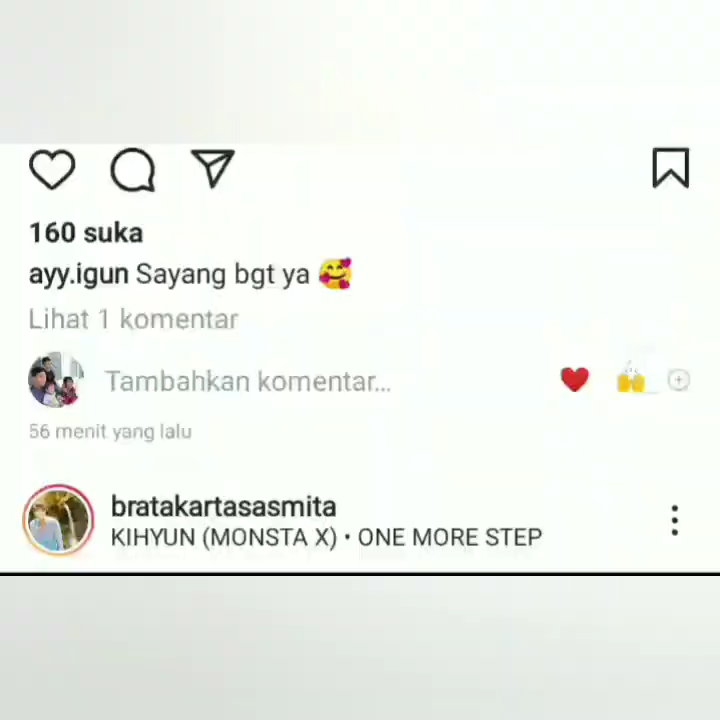 160 suka
ayy.igun Sayang bgt ya 🥰
Lihat 1 komentar
Tambahkan komentar...
56 menit yang lalu
bratakartasasmita
KIHYUN (MONSTA X) • ONE MORE STEP